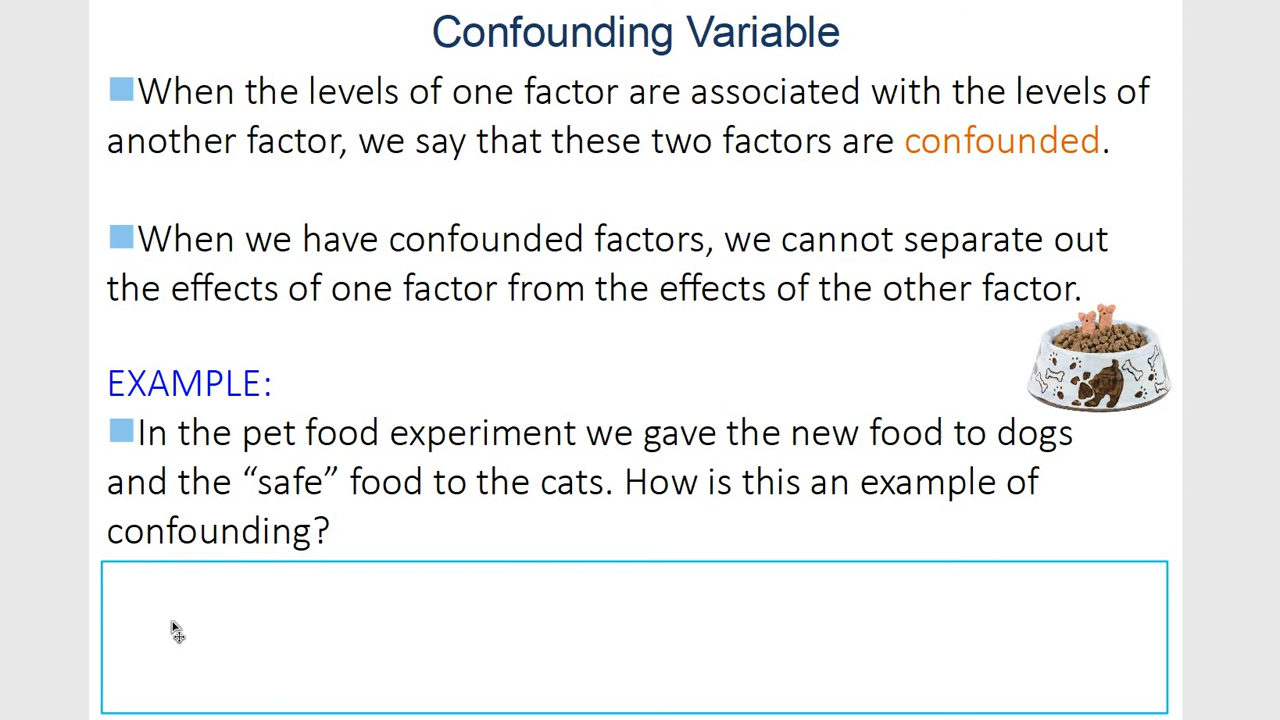 Confounding Variable
When the levels of one factor are associated with the levels of
another factor, we say that these two factors are confounded.
When we have confounded factors, we cannot separate out
the effects of one factor from the effects of the other factor.
EXAMPLE:
In the pet food experiment we gave the new food to dogs
and the “safe” food to the cats. How is this an example of
confounding?